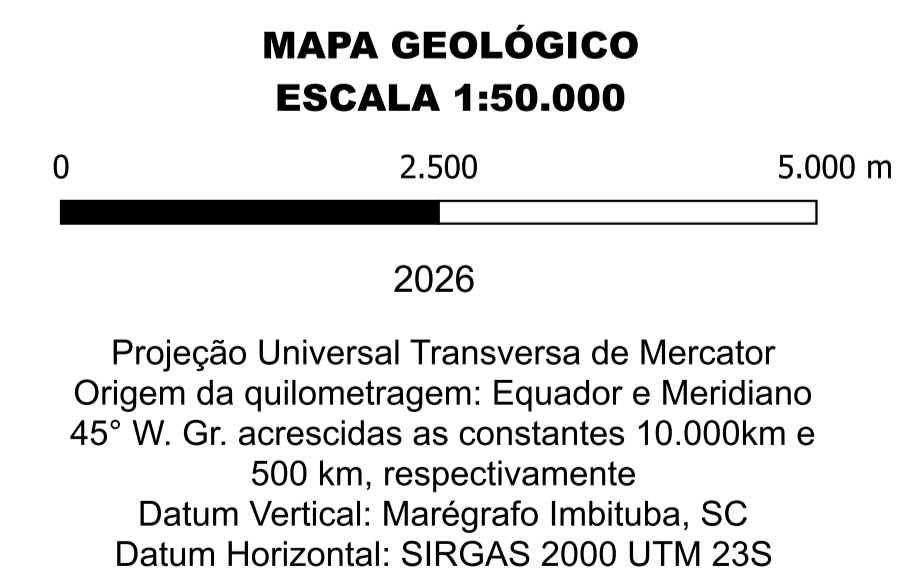 MAPA GEOLÓGICO
ESCALA 1:50.000
0 2.500 5.000 m
2026
Projeção Universal Transversa de Mercator
Origem da quilometragem: Equador e Meridiano
45° W. Gr. acrescidas as constantes 10.000km e
500 km, respectivamente
Datum Vertical: Marégrafo Imbituba, SC
Datum Horizontal: SIRGAS 2000 UTM 23S